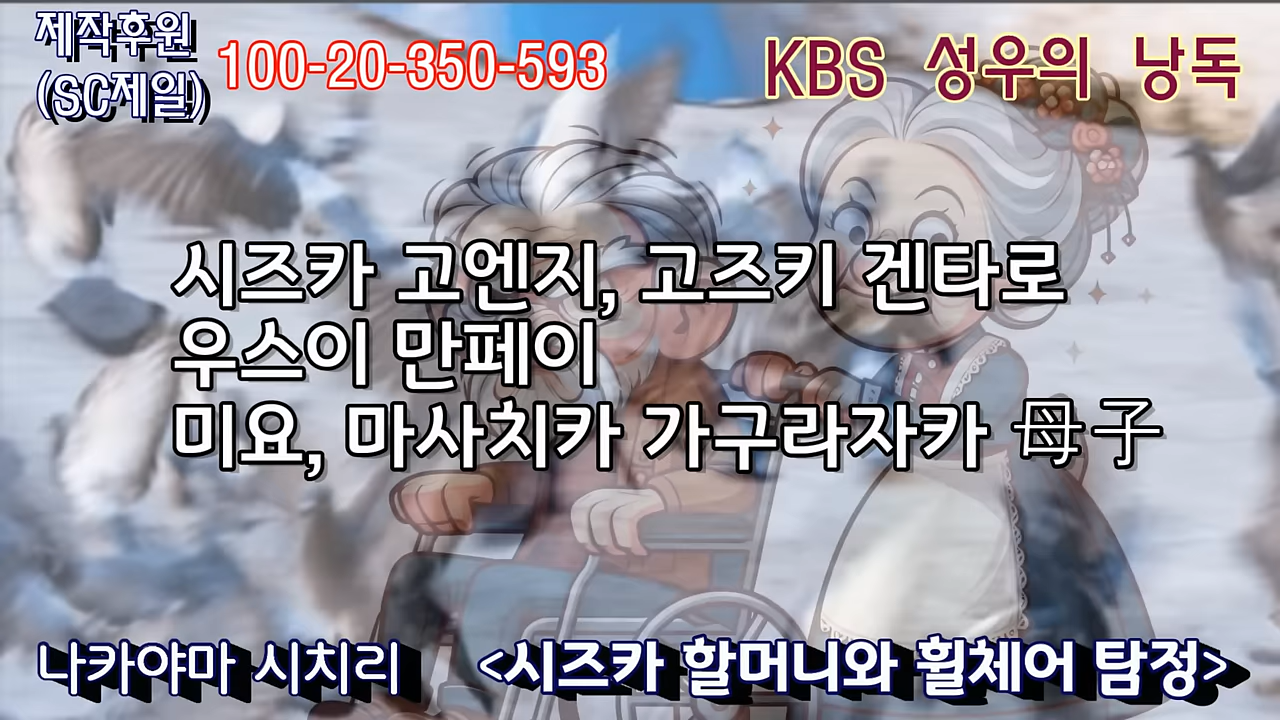 제작후원
(SC제일)
100-20-350-593
KBS 성우의 낭독
시즈카 고엔지, 고즈키 겐타로
우스이 만페이
미요, 마사치카 가구라자카 母子
나카야마 시치리
<시즈카 할머니와 휠체어 탐정>